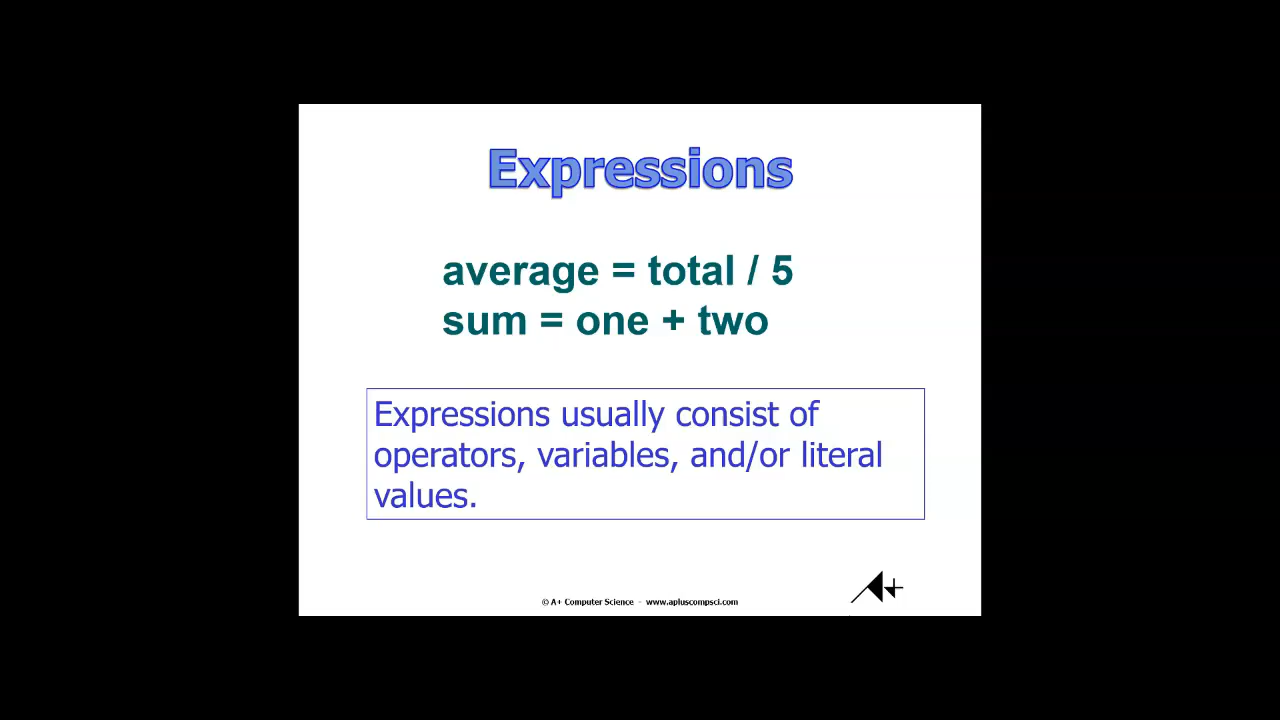 Expressions
average = total / 5
sum = one + two
Expressions usually consist of
operators, variables, and/or literal
values.
© A+ Computer Science - www.apluscompsci.com
A+